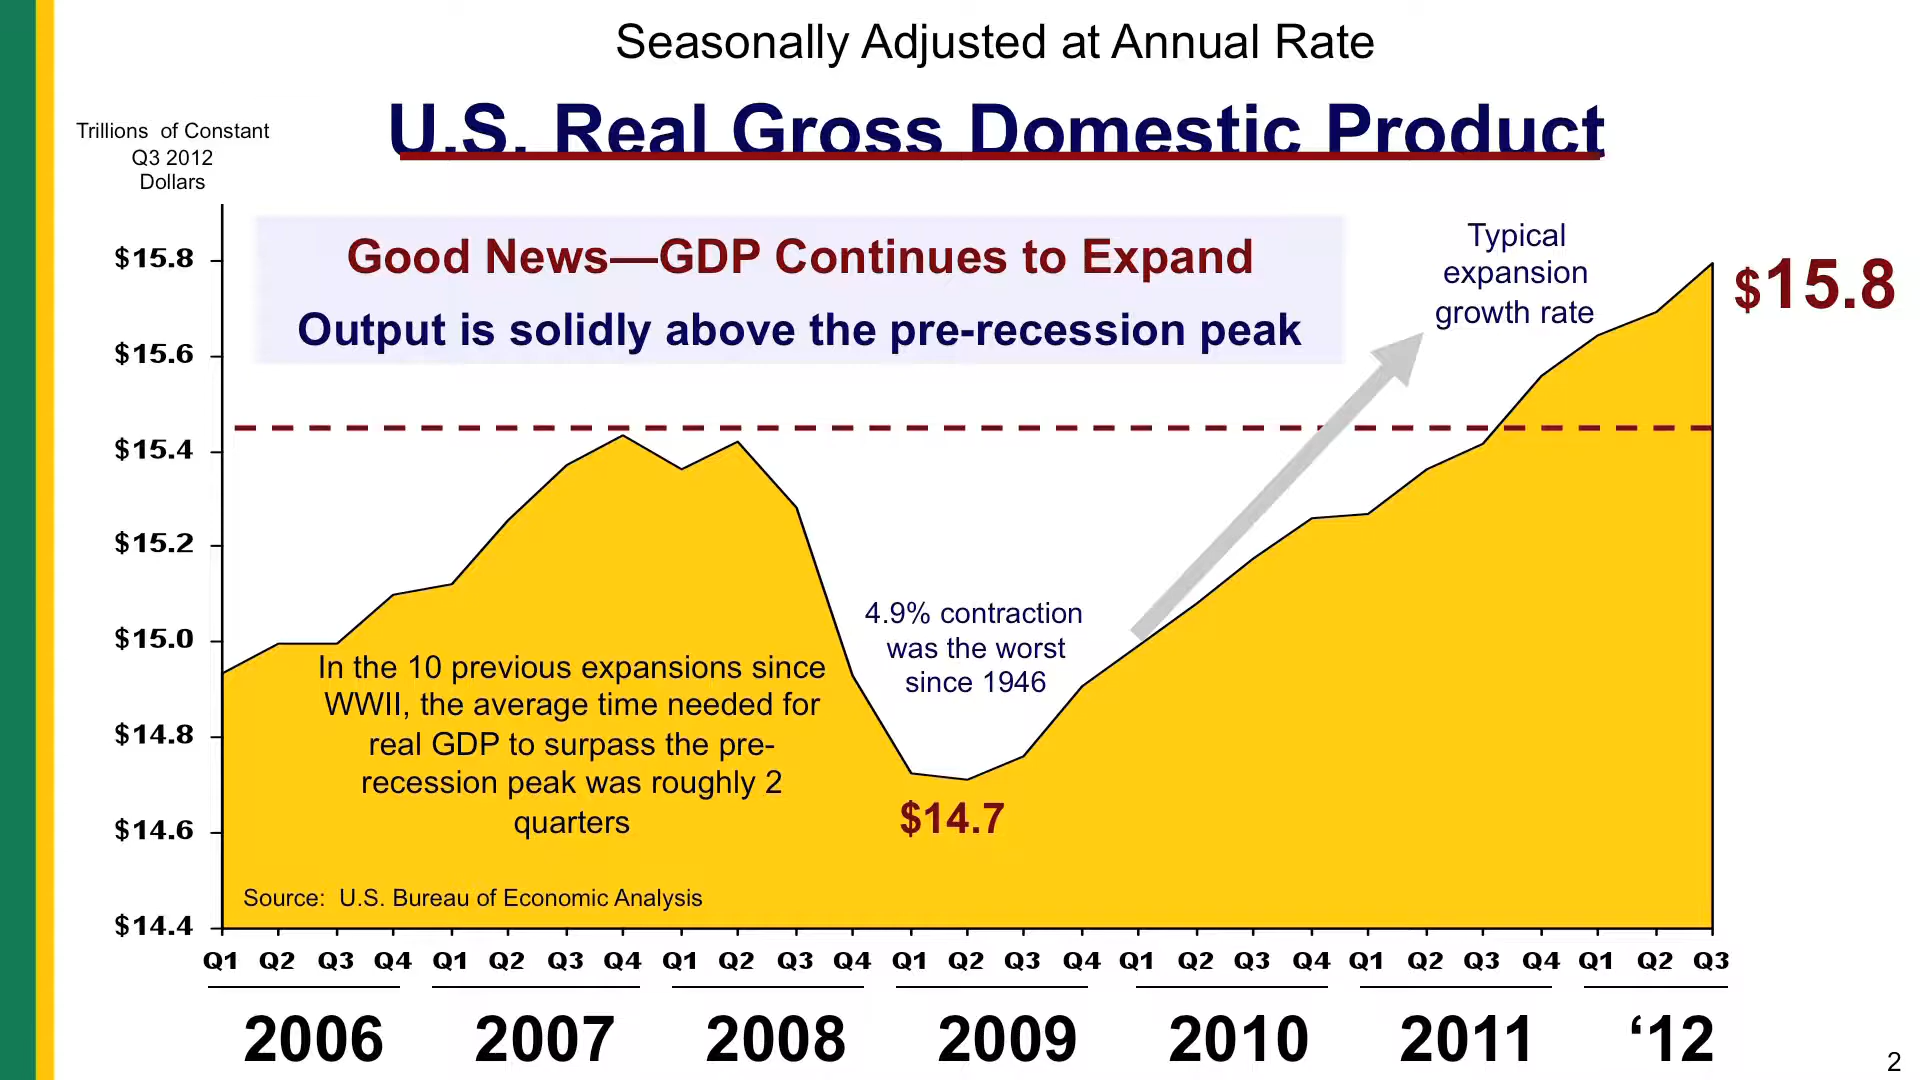 Seasonally Adjusted at Annual Rate
U.S. Real Gross Domestic Product
Trillions of Constant
Q3 2012
Dollars
Good News—GDP Continues to Expand
Output is solidly above the pre-recession peak
Typical
expansion
growth rate
$15.8
$15.8
$15.6
$15.4
$15.2
$15.0
$14.8
$14.6
$14.4
4.9% contraction
was the worst
since 1946
In the 10 previous expansions since
WWII, the average time needed for
real GDP to surpass the pre-
recession peak was roughly 2
quarters
$14.7
Source: U.S. Bureau of Economic Analysis
Q1 Q2 Q3 Q4 Q1 Q2 Q3 Q4 Q1 Q2 Q3 Q4 Q1 Q2 Q3 Q4 Q1 Q2 Q3 Q4 Q1 Q2 Q3 Q4 Q1 Q2 Q3
2006 2007 2008 2009 2010 2011 ‘12
2